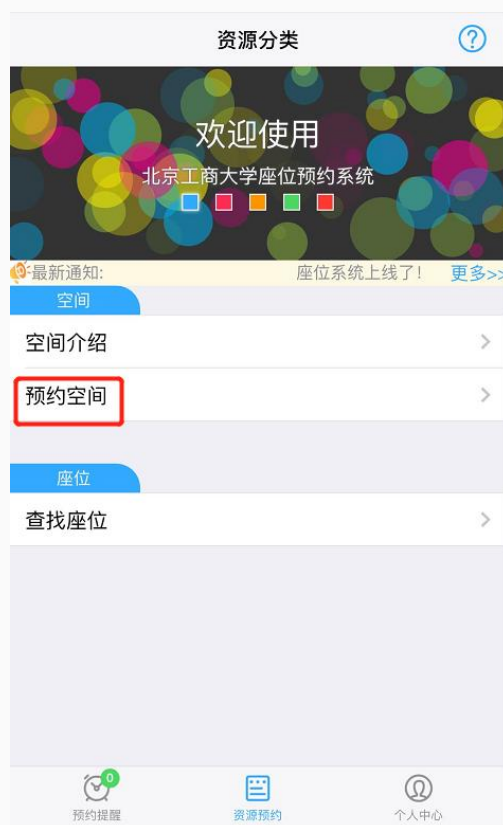 资源分类
?
欢迎使用
北京工商大学座位预约系统
最新通知: 座位系统上线了! 更多>>
空间
空间介绍
预约空间
座位
查找座位
0
预约提醒 资源预约 个人中心